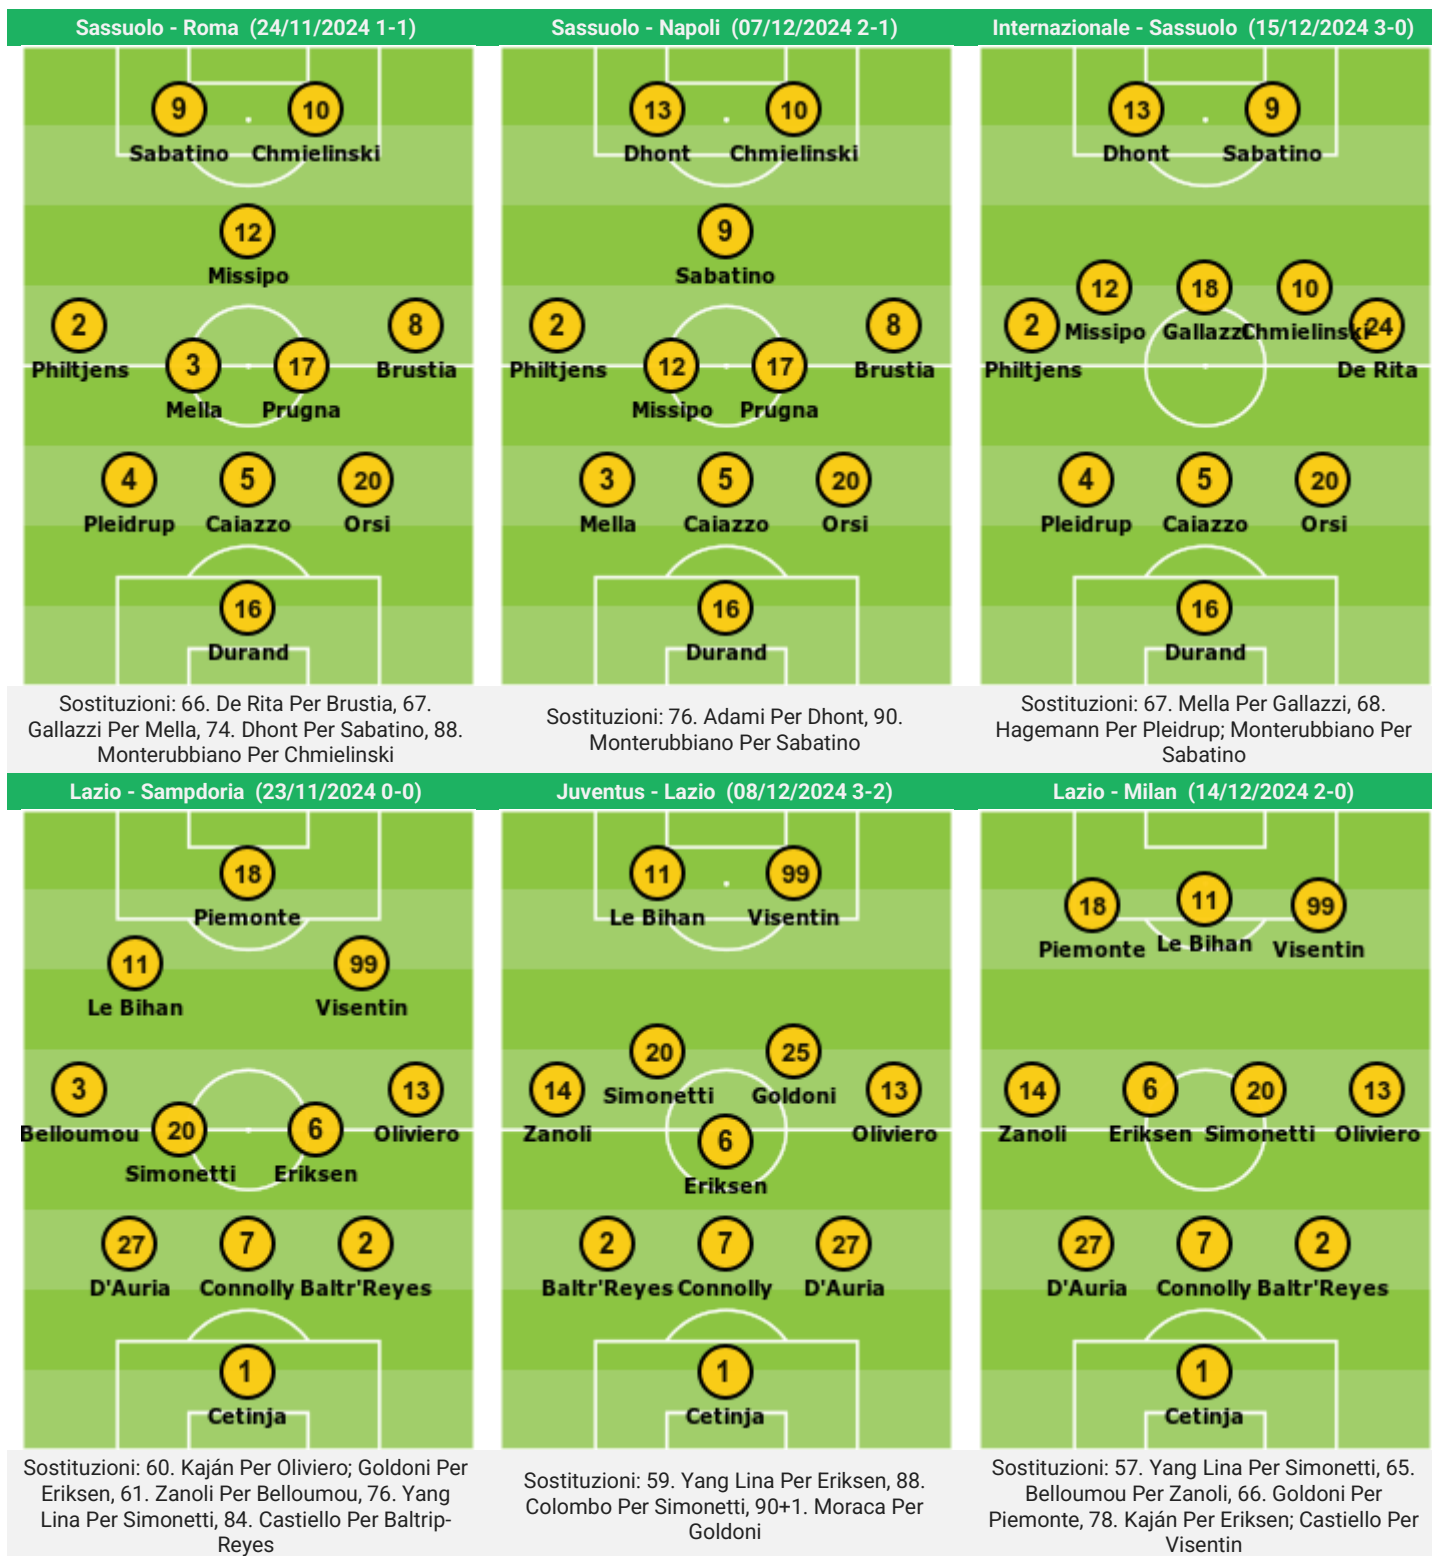 Sassuolo - Roma (24/11/2024 1-1)
9
10
Sabatino
Chmielinski
12
Missipo
2
8
Philtjens
Brustia
3
17
Mella
Prugna
4
5
20
Pleidrup
Caiazzo
Orsi
16
Durand
Sostituzioni: 66. De Rita Per Brustia, 67.
Gallazzi Per Mella, 74. Dhont Per Sabatino, 88.
Monterubbiano Per Chmielinski
Sassuolo - Napoli (07/12/2024 2-1)
13
10
Dhont
Chmielinski
9
Sabatino
2
8
Philtjens
Brustia
12
17
Missipo
Prugna
3
5
20
Mella
Caiazzo
Orsi
16
Durand
Sostituzioni: 76. Adami Per Dhont, 90.
Monterubbiano Per Sabatino
Internazionale - Sassuolo (15/12/2024 3-0)
13
9
Dhont
Sabatino
12
18
10
Missipo
Gallazzi
Chmielinski
2
24
Philtjens
De Rita
4
5
20
Pleidrup
Caiazzo
Orsi
16
Durand
Sostituzioni: 67. Mella Per Gallazzi, 68.
Hagemann Per Pleidrup; Monterubbiano Per
Sabatino
Lazio - Sampdoria (23/11/2024 0-0)
18
Piemonte
11
99
Le Bihan
Visentin
3
13
Belloumou
Oliviero
20
6
Simonetti
Eriksen
27
7
2
D'Auria
Connolly
Baltr'Reyes
1
Cetinja
Sostituzioni: 60. Kaján Per Oliviero; Goldoni Per
Eriksen, 61. Zanoli Per Belloumou, 76. Yang
Lina Per Simonetti, 84. Castiello Per Baltrip-
Reyes
Juventus - Lazio (08/12/2024 3-2)
11
99
Le Bihan
Visentin
20
25
Simonetti
Goldoni
14
13
Zanoli
Oliviero
6
Eriksen
2
7
27
Baltr'Reyes
Connolly
D'Auria
1
Cetinja
Sostituzioni: 59. Yang Lina Per Eriksen, 88.
Colombo Per Simonetti, 90+1. Moraca Per
Goldoni
Lazio - Milan (14/12/2024 2-0)
18
11
99
Piemonte
Le Bihan
Visentin
14
6
20
13
Zanoli
Eriksen
Simonetti
Oliviero
27
7
2
D'Auria
Connolly
Baltr'Reyes
1
Cetinja
Sostituzioni: 57. Yang Lina Per Simonetti, 65.
Belloumou Per Zanoli, 66. Goldoni Per
Piemonte, 78. Kaján Per Eriksen; Castiello Per
Visentin